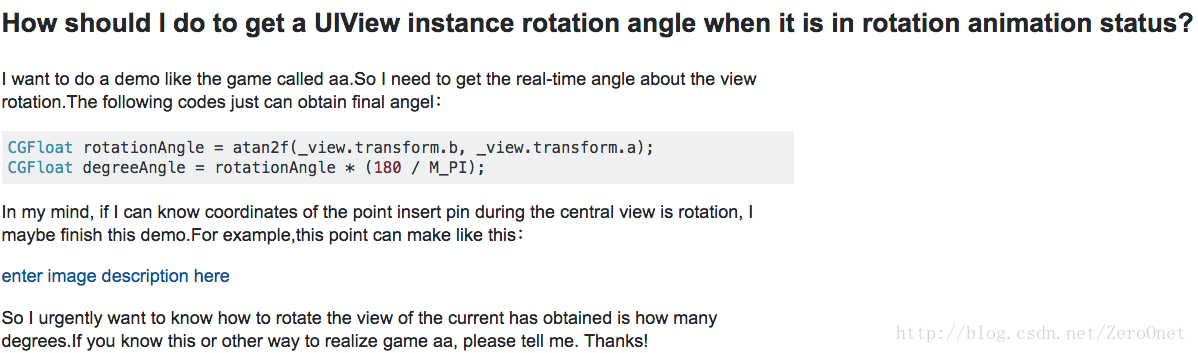 How should I do to get a UIView instance rotation angle when it is in rotation animation status?
I want to do a demo like the game called aa.So I need to get the real-time angle about the view
rotation.The following codes just can obtain final angel：
CGFloat rotationAngle = atan2f(_view.transform.b, _view.transform.a);
CGFloat degreeAngle = rotationAngle * (180 / M_PI);
In my mind, if I can know coordinates of the point insert pin during the central view is rotation, I
maybe finish this demo.For example,this point can make like this：
enter image description here
So I urgently want to know how to rotate the view of the current has obtained is how many
degrees.If you know this or other way to realize game aa, please tell me. Thanks!
http://blog.csdn.net/ZeroOnet